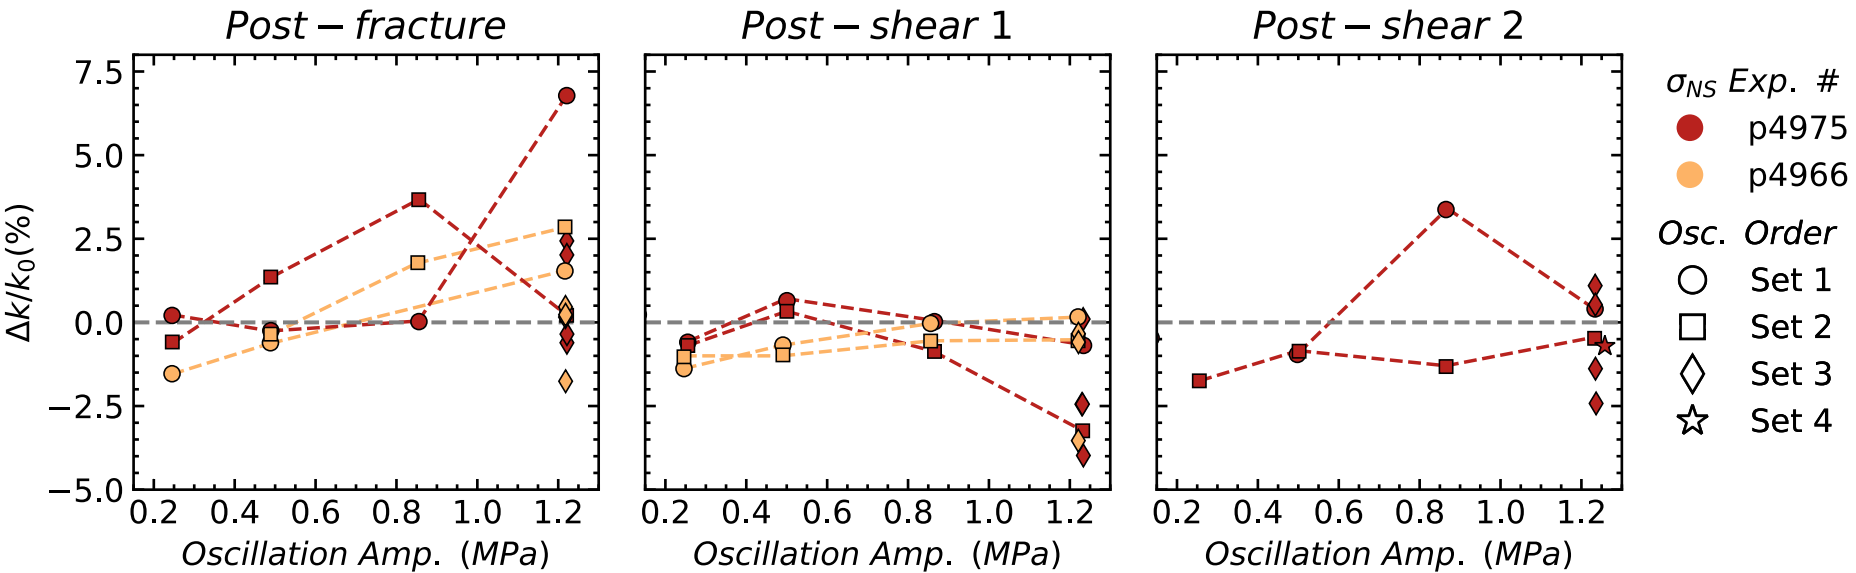 Post − fracture
Post − shear 1
Post − shear 2
Δk/k0(%)
7.5
5.0
2.5
0.0
−2.5
−5.0
0.2 0.4 0.6 0.8 1.0 1.2
0.2 0.4 0.6 0.8 1.0 1.2
0.2 0.4 0.6 0.8 1.0 1.2
Oscillation Amp. (MPa)
Oscillation Amp. (MPa)
Oscillation Amp. (MPa)
σNS Exp. #
p4975
p4966
Osc. Order
Set 1
Set 2
Set 3
Set 4